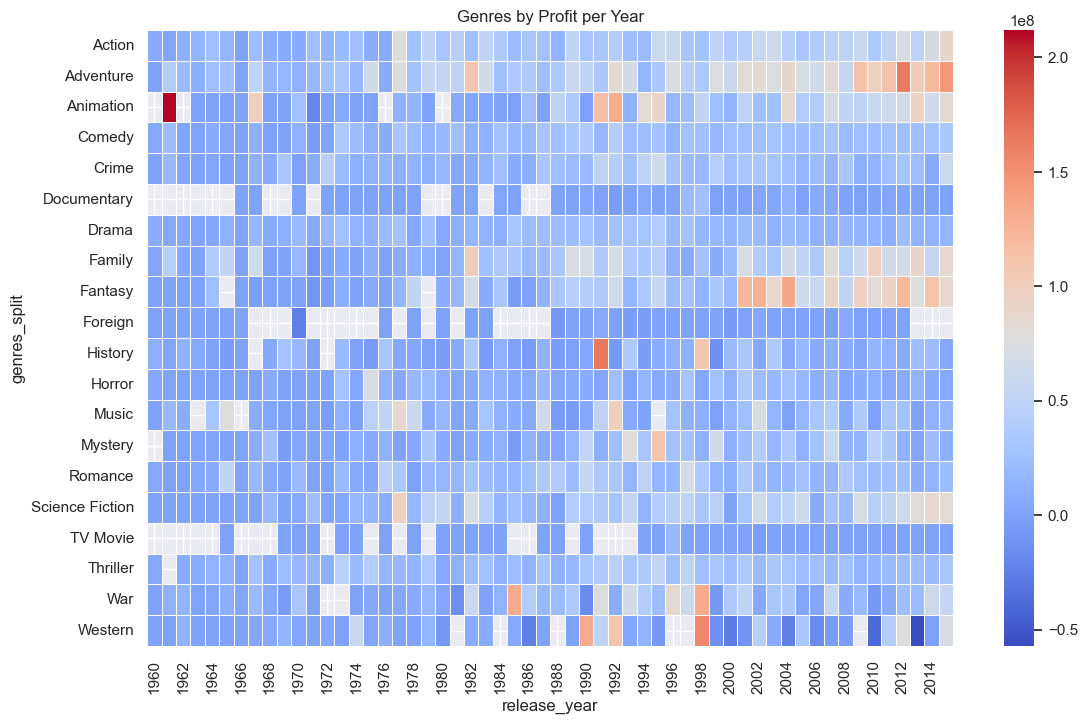 Genres by Profit per Year
1e8
genres_split
Action
Adventure
Animation
Comedy
Crime
Documentary
Drama
Family
Fantasy
Foreign
History
Horror
Music
Mystery
Romance
Science Fiction
TV Movie
Thriller
War
Western
1960 1962 1964 1966 1968 1970 1972 1974 1976 1978 1980 1982 1984 1986 1988 1990 1992 1994 1996 1998 2000 2002 2004 2006 2008 2010 2012 2014
release_year
2.0
1.5
1.0
0.5
0.0
−0.5